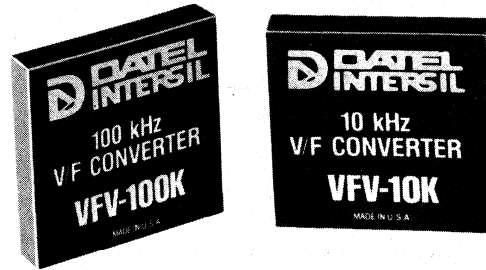 DATEL
INTERSIL
100 kHz
V/F CONVERTER
VFV-100K
MADE IN U.S.A.
DATEL
INTERSIL
10 kHz
V/F CONVERTER
VFV-10K
MADE IN U.S.A.